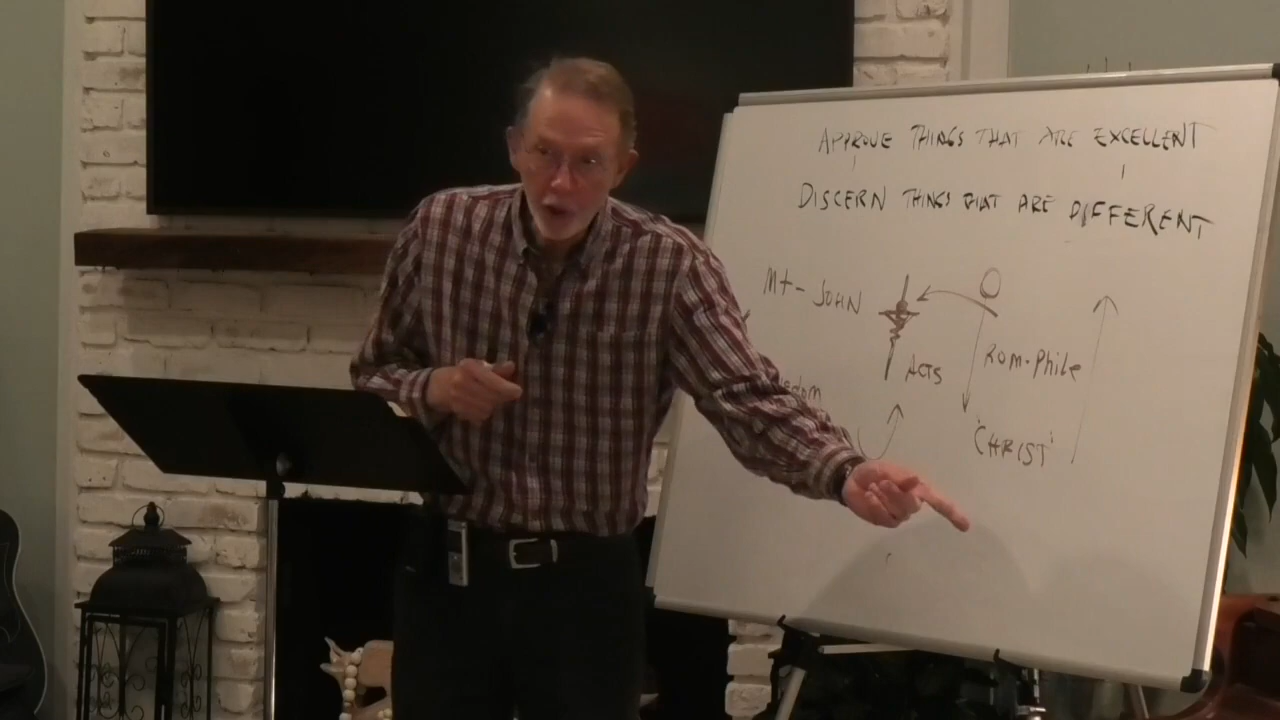 APPROVE THINGS THAT ARE EXCELLENT
DISCERN THINGS THAT ARE DIFFERENT
Mt - JOHN
ACTS
ROM - Phile
'CHRIST'